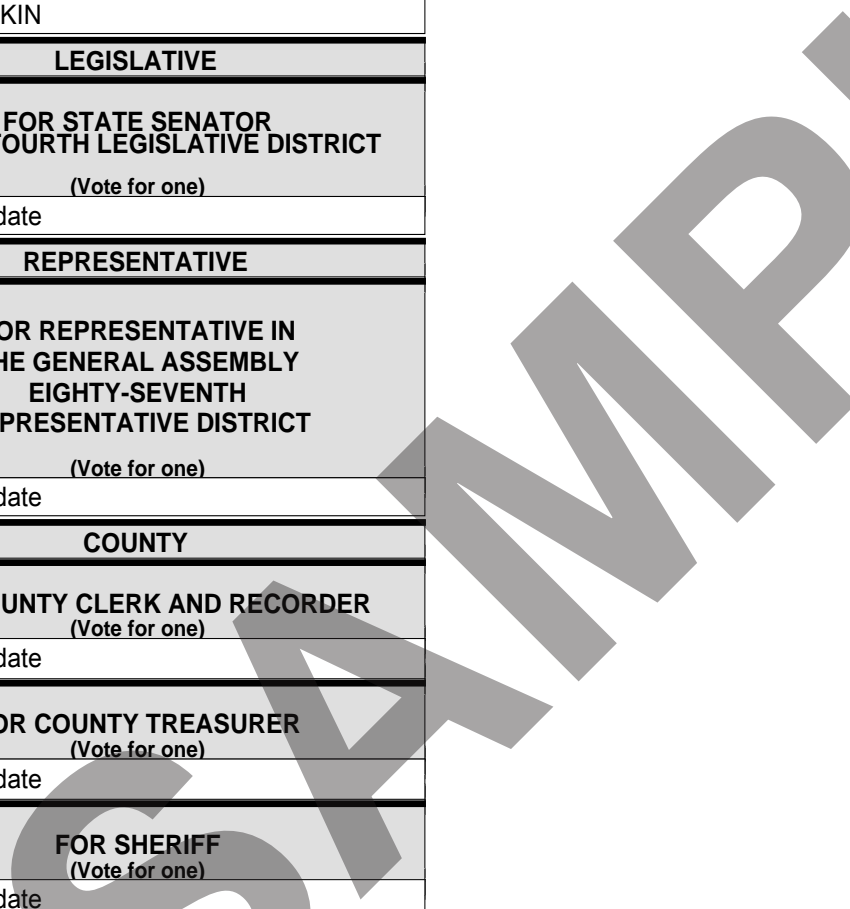 KIN
LEGISLATIVE
FOR STATE SENATOR
FOURTH LEGISLATIVE DISTRICT
(Vote for one)
date
REPRESENTATIVE
OR REPRESENTATIVE IN
HE GENERAL ASSEMBLY
EIGHTY-SEVENTH
PRESENTATIVE DISTRICT
(Vote for one)
date
COUNTY
UNTY CLERK AND RECORDER
(Vote for one)
date
OR COUNTY TREASURER
(Vote for one)
date
FOR SHERIFF
(Vote for one)
date
SAMP